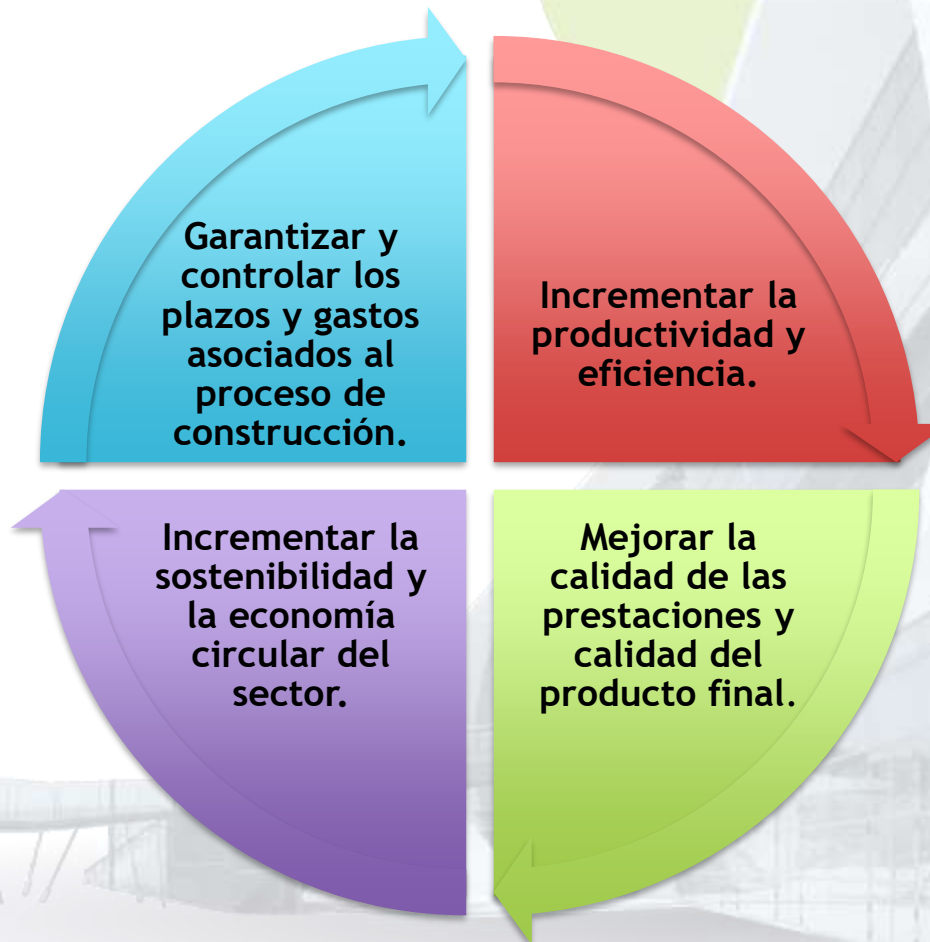 Garantizar y
controlar los
plazos y gastos
asociados al
proceso de
construcción.
Incrementar la
productividad y
eficiencia.
Incrementar la
sostenibilidad y
la economía
circular del
sector.
Mejorar la
calidad de las
prestaciones y
calidad del
producto final.